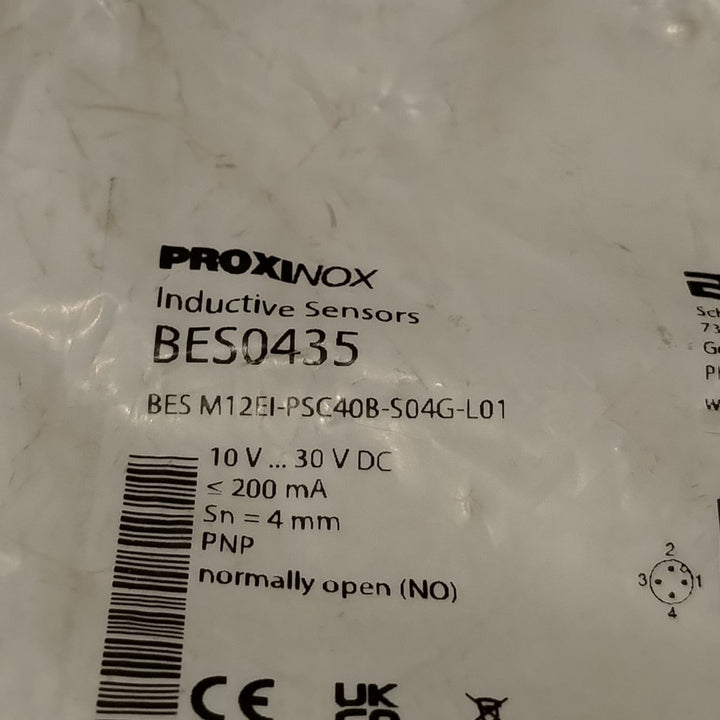 PROXINOX
Inductive Sensors
BES0435
BES M12EI-PSC40B-S04G-L01
10 V ... 30 V DC
≤ 200 mA
Sn = 4 mm
PNP
normally open (NO)
2
3
1
4
CE
UK